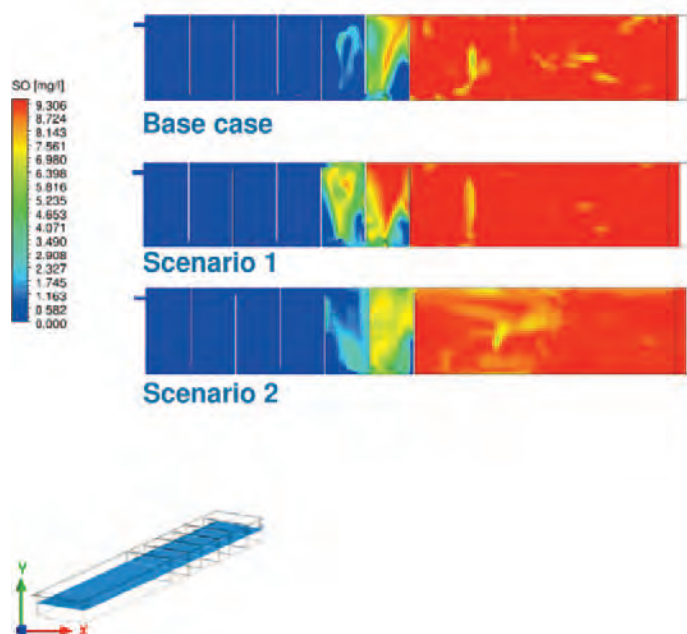 SO [mg/l]
9.306
8.724
8.143
7.561
6.980
6.398
5.816
5.235
4.653
4.071
3.490
2.908
2.327
1.745
1.163
0.582
0.000
Base case
Scenario 1
Scenario 2
Y
X